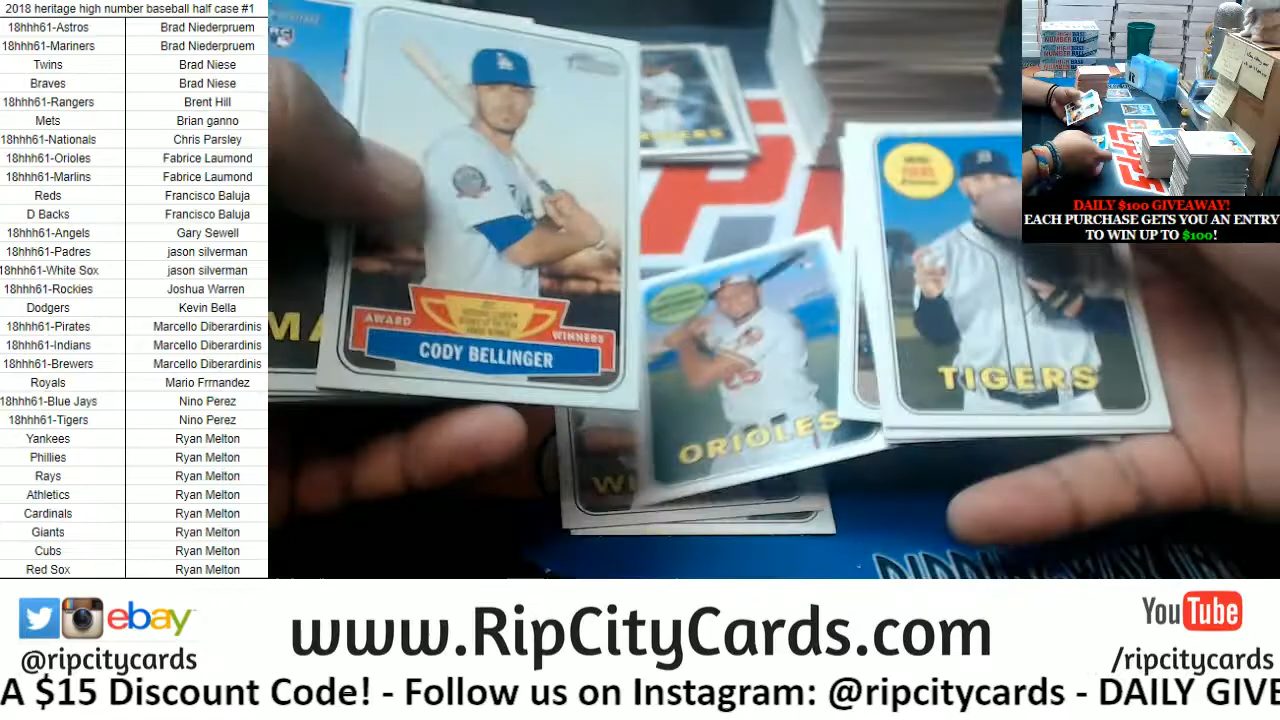 2018 heritage high number baseball half case #1
18hhh61-Astros Brad Niederpruem
18hhh61-Mariners Brad Niederpruem
Twins Brad Niese
Braves Brad Niese
18hhh61-Rangers Brent Hill
Mets Brian ganno
18hhh61-Nationals Chris Parsley
18hhh61-Orioles Fabrice Laumond
18hhh61-Marlins Fabrice Laumond
Reds Francisco Baluja
D Backs Francisco Baluja
18hhh61-Angels Gary Sewell
18hhh61-Padres jason silverman
18hhh61-White Sox jason silverman
18hhh61-Rockies Joshua Warren
Dodgers Kevin Bella
18hhh61-Pirates Marcello Diberardinis
18hhh61-Indians Marcello Diberardinis
18hhh61-Brewers Marcello Diberardinis
Royals Mario Frrnandez
18hhh61-Blue Jays Nino Perez
18hhh61-Tigers Nino Perez
Yankees Ryan Melton
Phillies Ryan Melton
Rays Ryan Melton
Athletics Ryan Melton
Cardinals Ryan Melton
Giants Ryan Melton
Cubs Ryan Melton
Red Sox Ryan Melton
RC
LA
AWARD WINNERS
CODY BELLINGER
ORIOLES
TIGERS
DAILY $100 GIVEAWAY!
EACH PURCHASE GETS YOU AN ENTRY
TO WIN UP TO $100!
ebay
@ripcitycards
www.RipCityCards.com
YouTube
/ripcitycards
A $15 Discount Code! - Follow us on Instagram: @ripcitycards - DAILY GIVE